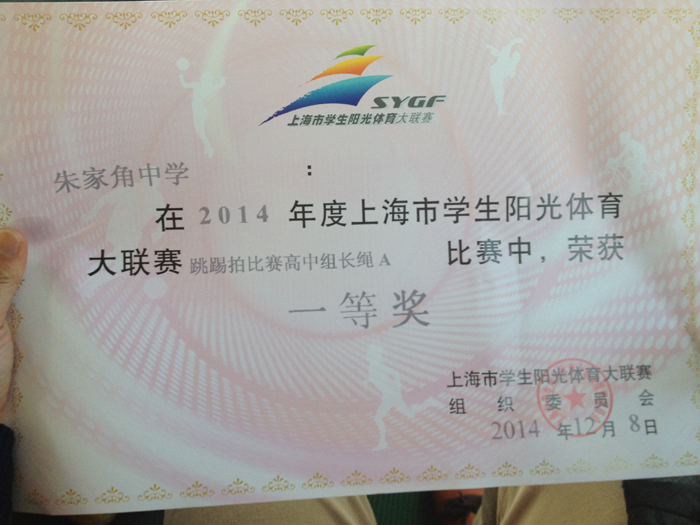 SYGF
上海市学生阳光体育大联赛
朱家角中学 :
在 2014 年度上海市学生阳光体育
大联赛 跳踢拍比赛高中组长绳A 比赛中，荣获
一等奖
上海市学生阳光体育大联赛
组织委员会
2014 年12月 8日